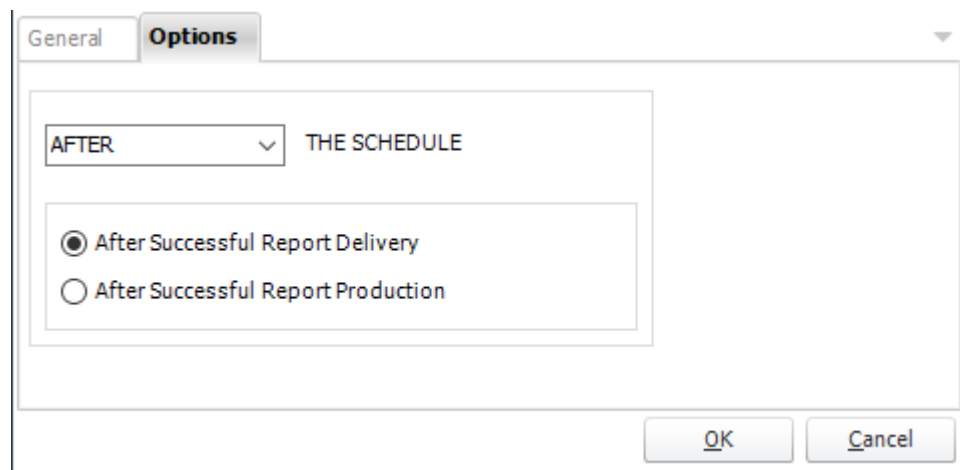 General Options
AFTER THE SCHEDULE
After Successful Report Delivery
After Successful Report Production
OK Cancel